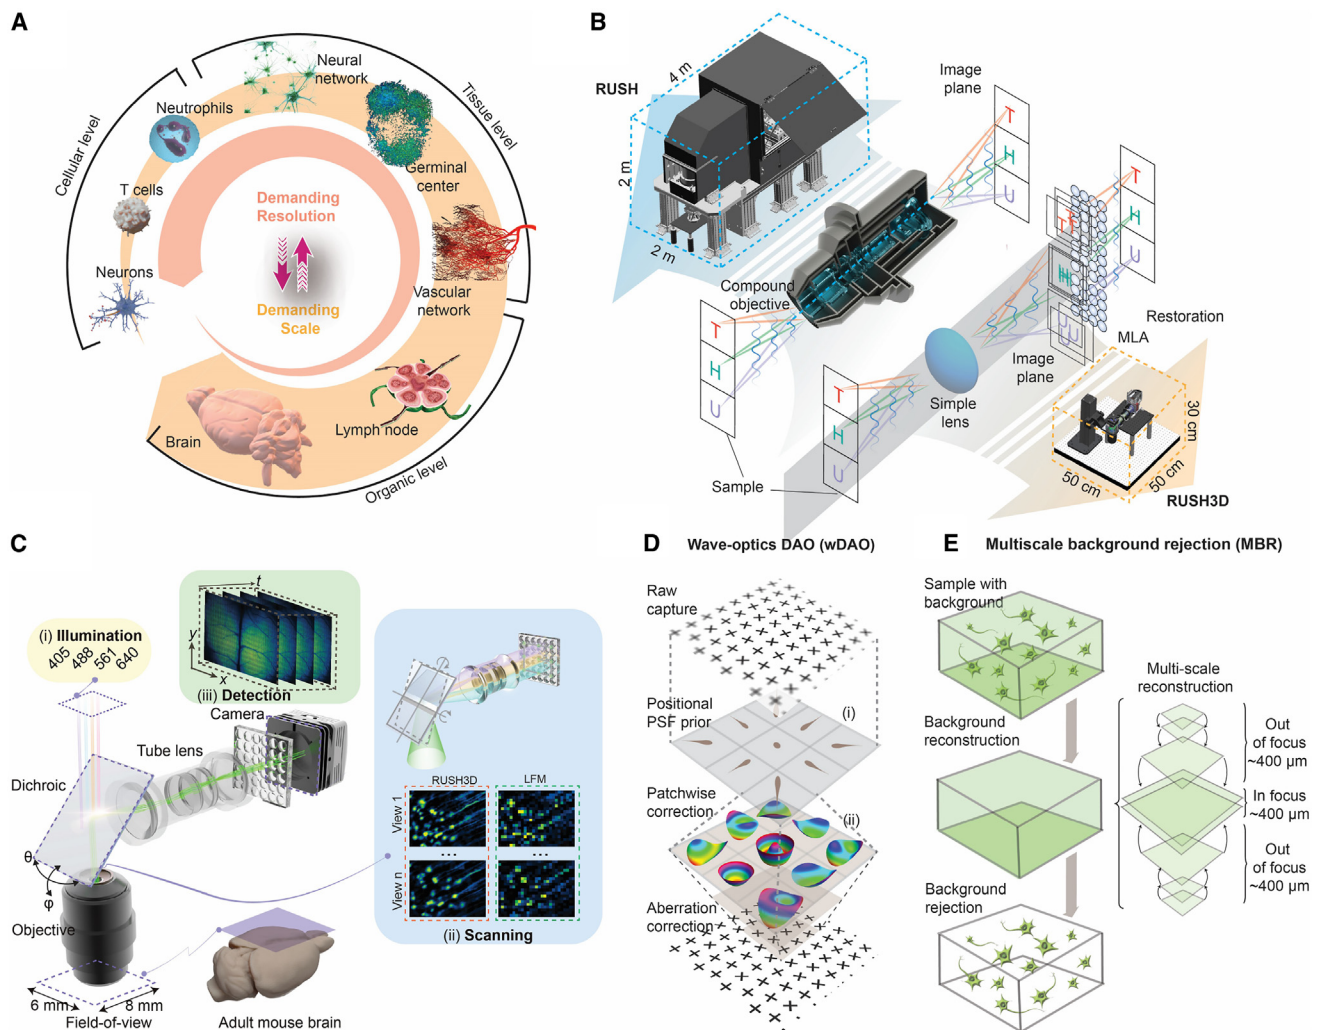 A
Neural
network
Tissue level
Neutrophils
Cellular level
Germinal
center
T cells
Demanding
Resolution
Neurons
Demanding
Scale
Vascular
network
Brain
Lymph node
Organic level
B
RUSH
4 m
2 m
2 m
Image
plane
T
H
U
T
H
U
T
H
U
Compound
objective
T
H
U
Restoration
MLA
Image
plane
Simple
lens
T
H
U
Sample
30 cm
50 cm
50 cm
RUSH3D
C
(i) Illumination
405 488 561 640
t
y
x
(iii) Detection
Camera
Tube lens
Dichroic
θ
φ
Objective
6 mm
8 mm
Field-of-view
Adult mouse brain
RUSH3D
LFM
View 1
...
...
View n
(ii) Scanning
D
Wave-optics DAO (wDAO)
Raw
capture
Positional
PSF prior
(i)
Patchwise
correction
(ii)
Aberration
correction
E
Multiscale background rejection (MBR)
Sample with
background
Background
reconstruction
Background
rejection
Multi-scale
reconstruction
Out
of focus
~400 μm
In focus
~400 μm
Out
of focus
~400 μm